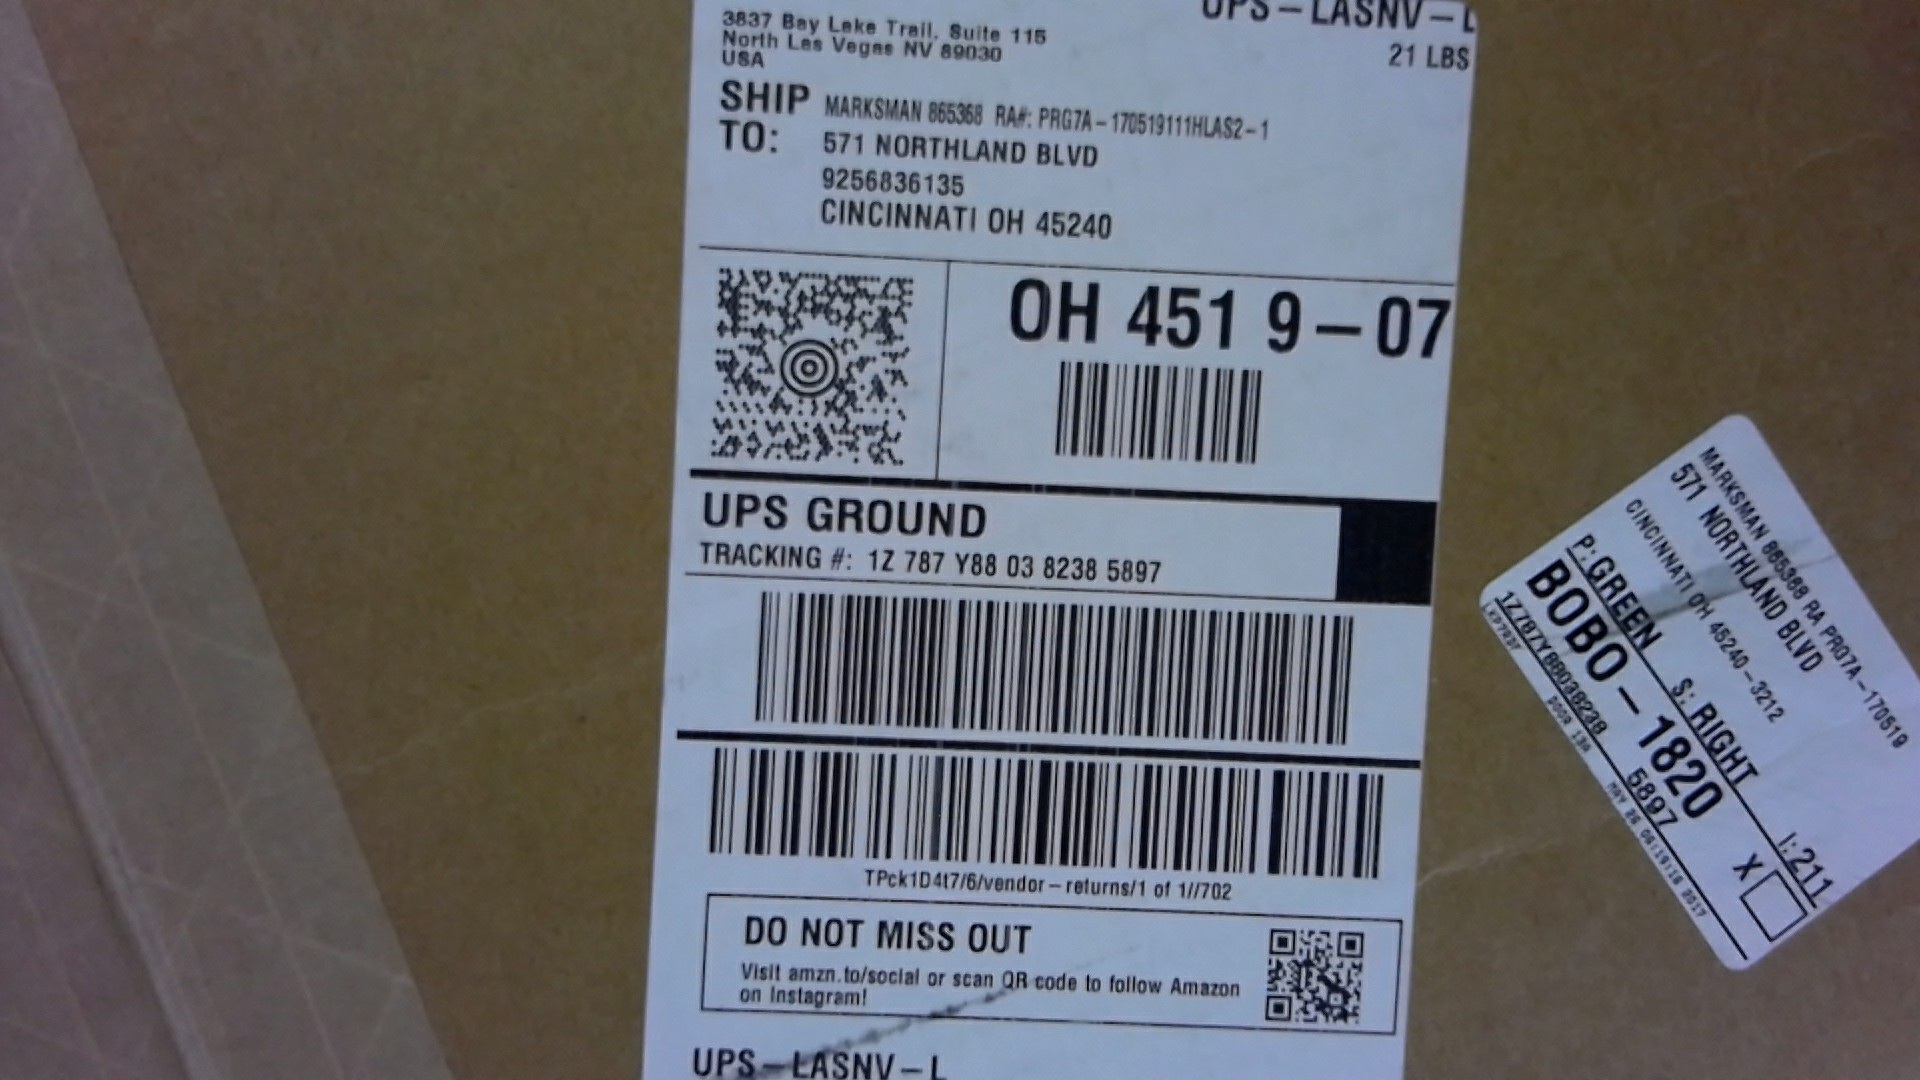 UPS-LASNV-L
3837 Bay Lake Trail, Suite 115
North Las Vegas NV 89030
USA
21 LBS
SHIP TO:
MARKSMAN 865368 RA#: PRG7A-170519111HLAS2-1
571 NORTHLAND BLVD
9256836135
CINCINNATI OH 45240
OH 451 9-07
UPS GROUND
TRACKING #: 1Z 787 Y88 03 8238 5897
TPck1D4t7/6/vendor-returns/1 of 1//702
DO NOT MISS OUT
Visit amzn.to/social or scan QR code to follow Amazon
on Instagram!
UPS-LASNV-L
MARKSMAN 865368 RA PRG7A-170519
571 NORTHLAND BLVD
CINCINNATI OH 45240-3212
P: GREEN S: RIGHT I: 211
BOBO-1820 X
1Z787Y88038238 5897
MAY 26 2017